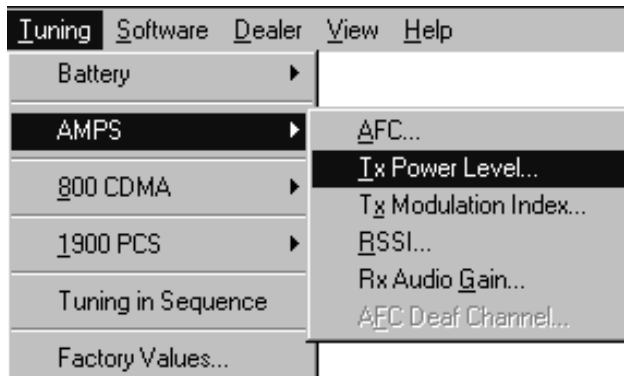 Tuning Software Dealer View Help
Battery
AMPS
800 CDMA
1900 PCS
Tuning in Sequence
Factory Values...
AFC...
Tx Power Level...
Tx Modulation Index...
RSSI...
Rx Audio Gain...
AFC Deaf Channel...